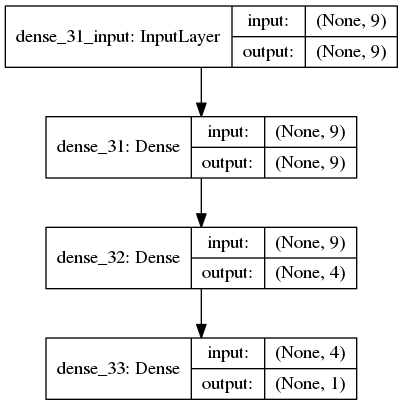 dense_31_input: InputLayer
input: (None, 9)
output: (None, 9)
dense_31: Dense
input: (None, 9)
output: (None, 9)
dense_32: Dense
input: (None, 9)
output: (None, 4)
dense_33: Dense
input: (None, 4)
output: (None, 1)